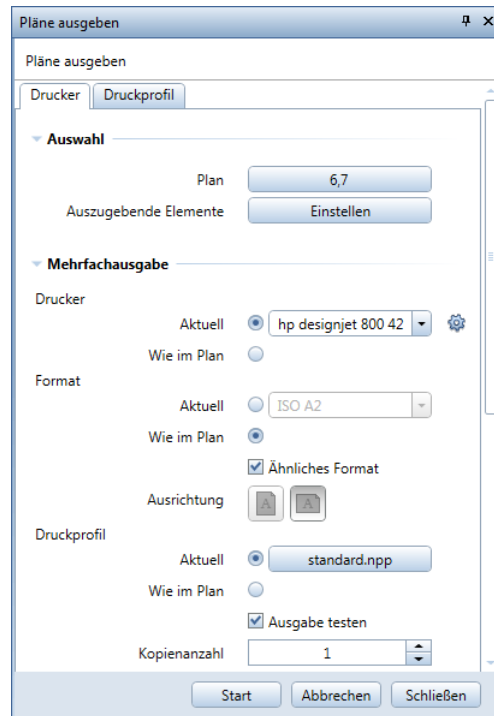 Pläne ausgeben
Pläne ausgeben
Drucker Druckprofil
Auswahl
Plan 6,7
Auszugebende Elemente Einstellen
Mehrfachausgabe
Drucker
Aktuell hp designjet 800 42
Wie im Plan
Format
Aktuell ISO A2
Wie im Plan
Ähnliches Format
Ausrichtung A A
Druckprofil
Aktuell standard.npp
Wie im Plan
Ausgabe testen
Kopienanzahl 1
Start Abbrechen Schließen